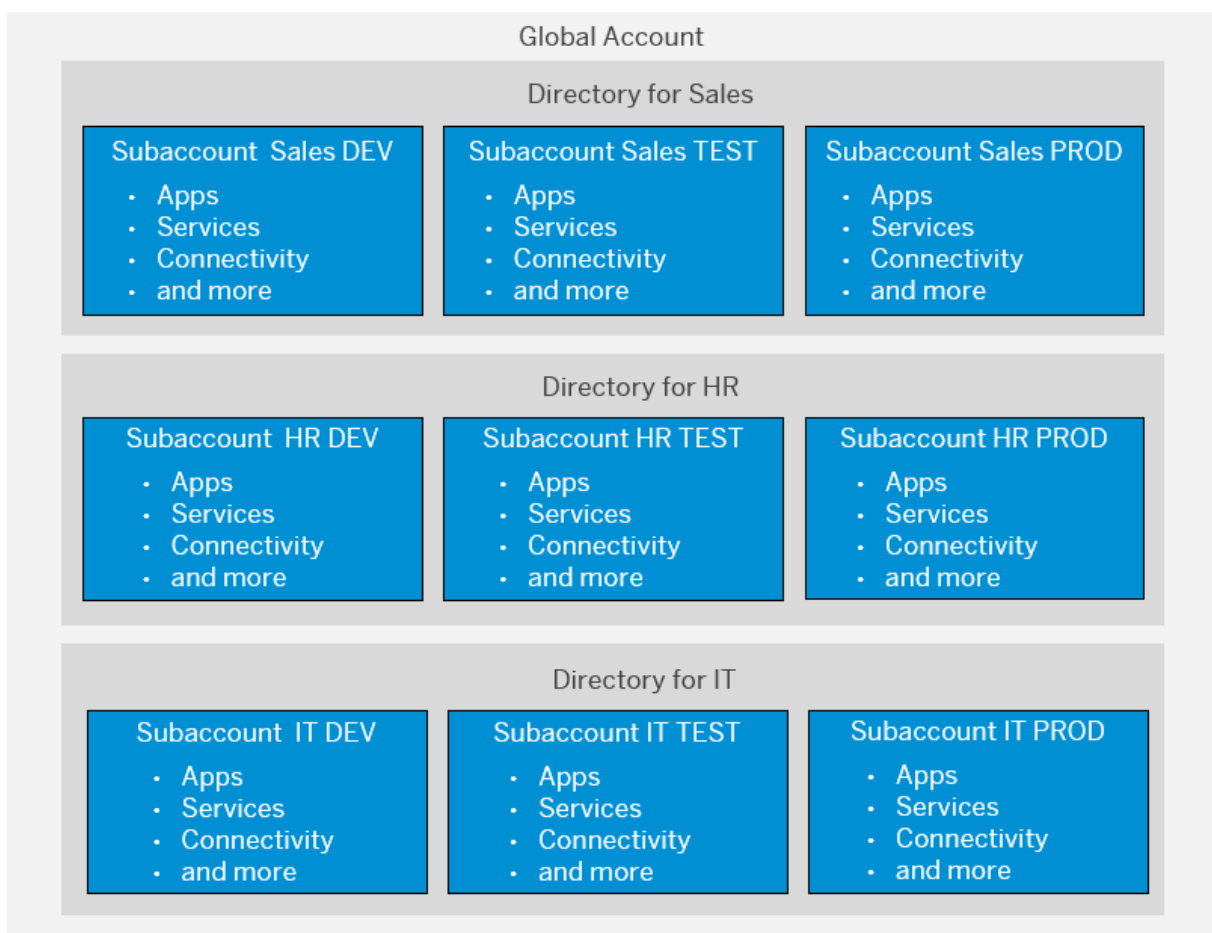 Global Account
Directory for Sales
Subaccount  Sales DEV
• Apps
• Services
• Connectivity
• and more
Subaccount Sales TEST
• Apps
• Services
• Connectivity
• and more
Subaccount Sales PROD
• Apps
• Services
• Connectivity
• and more
Directory for HR
Subaccount  HR DEV
• Apps
• Services
• Connectivity
• and more
Subaccount HR TEST
• Apps
• Services
• Connectivity
• and more
Subaccount HR PROD
• Apps
• Services
• Connectivity
• and more
Directory for IT
Subaccount  IT DEV
• Apps
• Services
• Connectivity
• and more
Subaccount IT TEST
• Apps
• Services
• Connectivity
• and more
Subaccount IT PROD
• Apps
• Services
• Connectivity
• and more